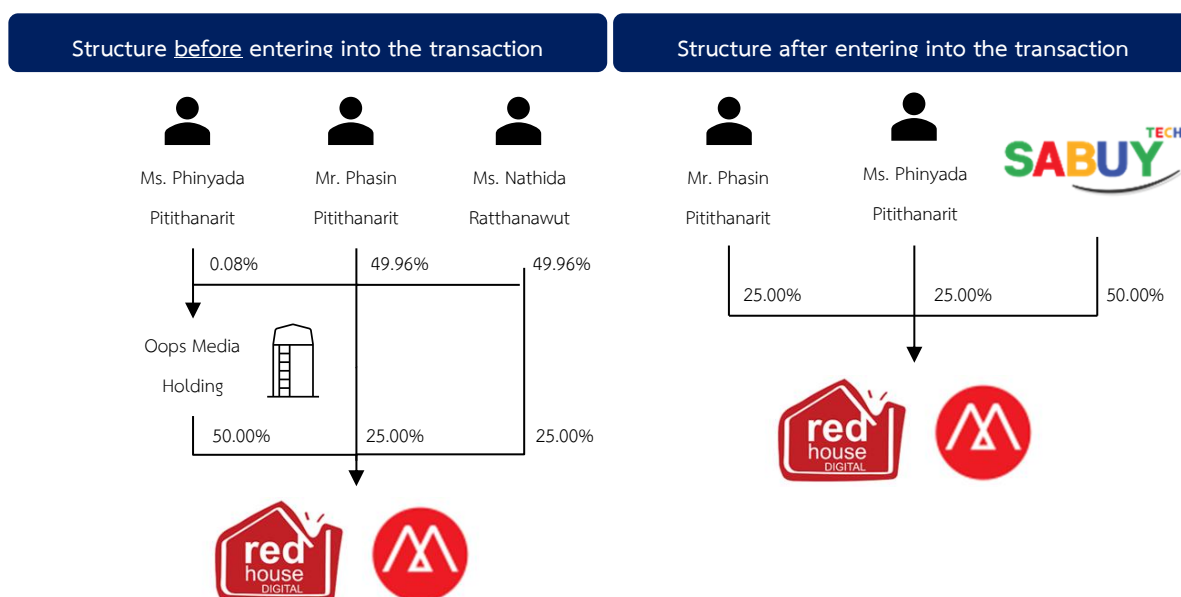 Structure before entering into the transaction
Structure after entering into the transaction
Ms. Phinyada
Pitithanarit
Mr. Phasin
Pitithanarit
Ms. Nathida
Ratthanawut
0.08%
49.96%
49.96%
Oops Media
Holding
50.00%
25.00%
25.00%
red
house
DIGITAL
Mr. Phasin
Pitithanarit
Ms. Phinyada
Pitithanarit
TECH
SABUY
25.00%
25.00%
50.00%
red
house
DIGITAL